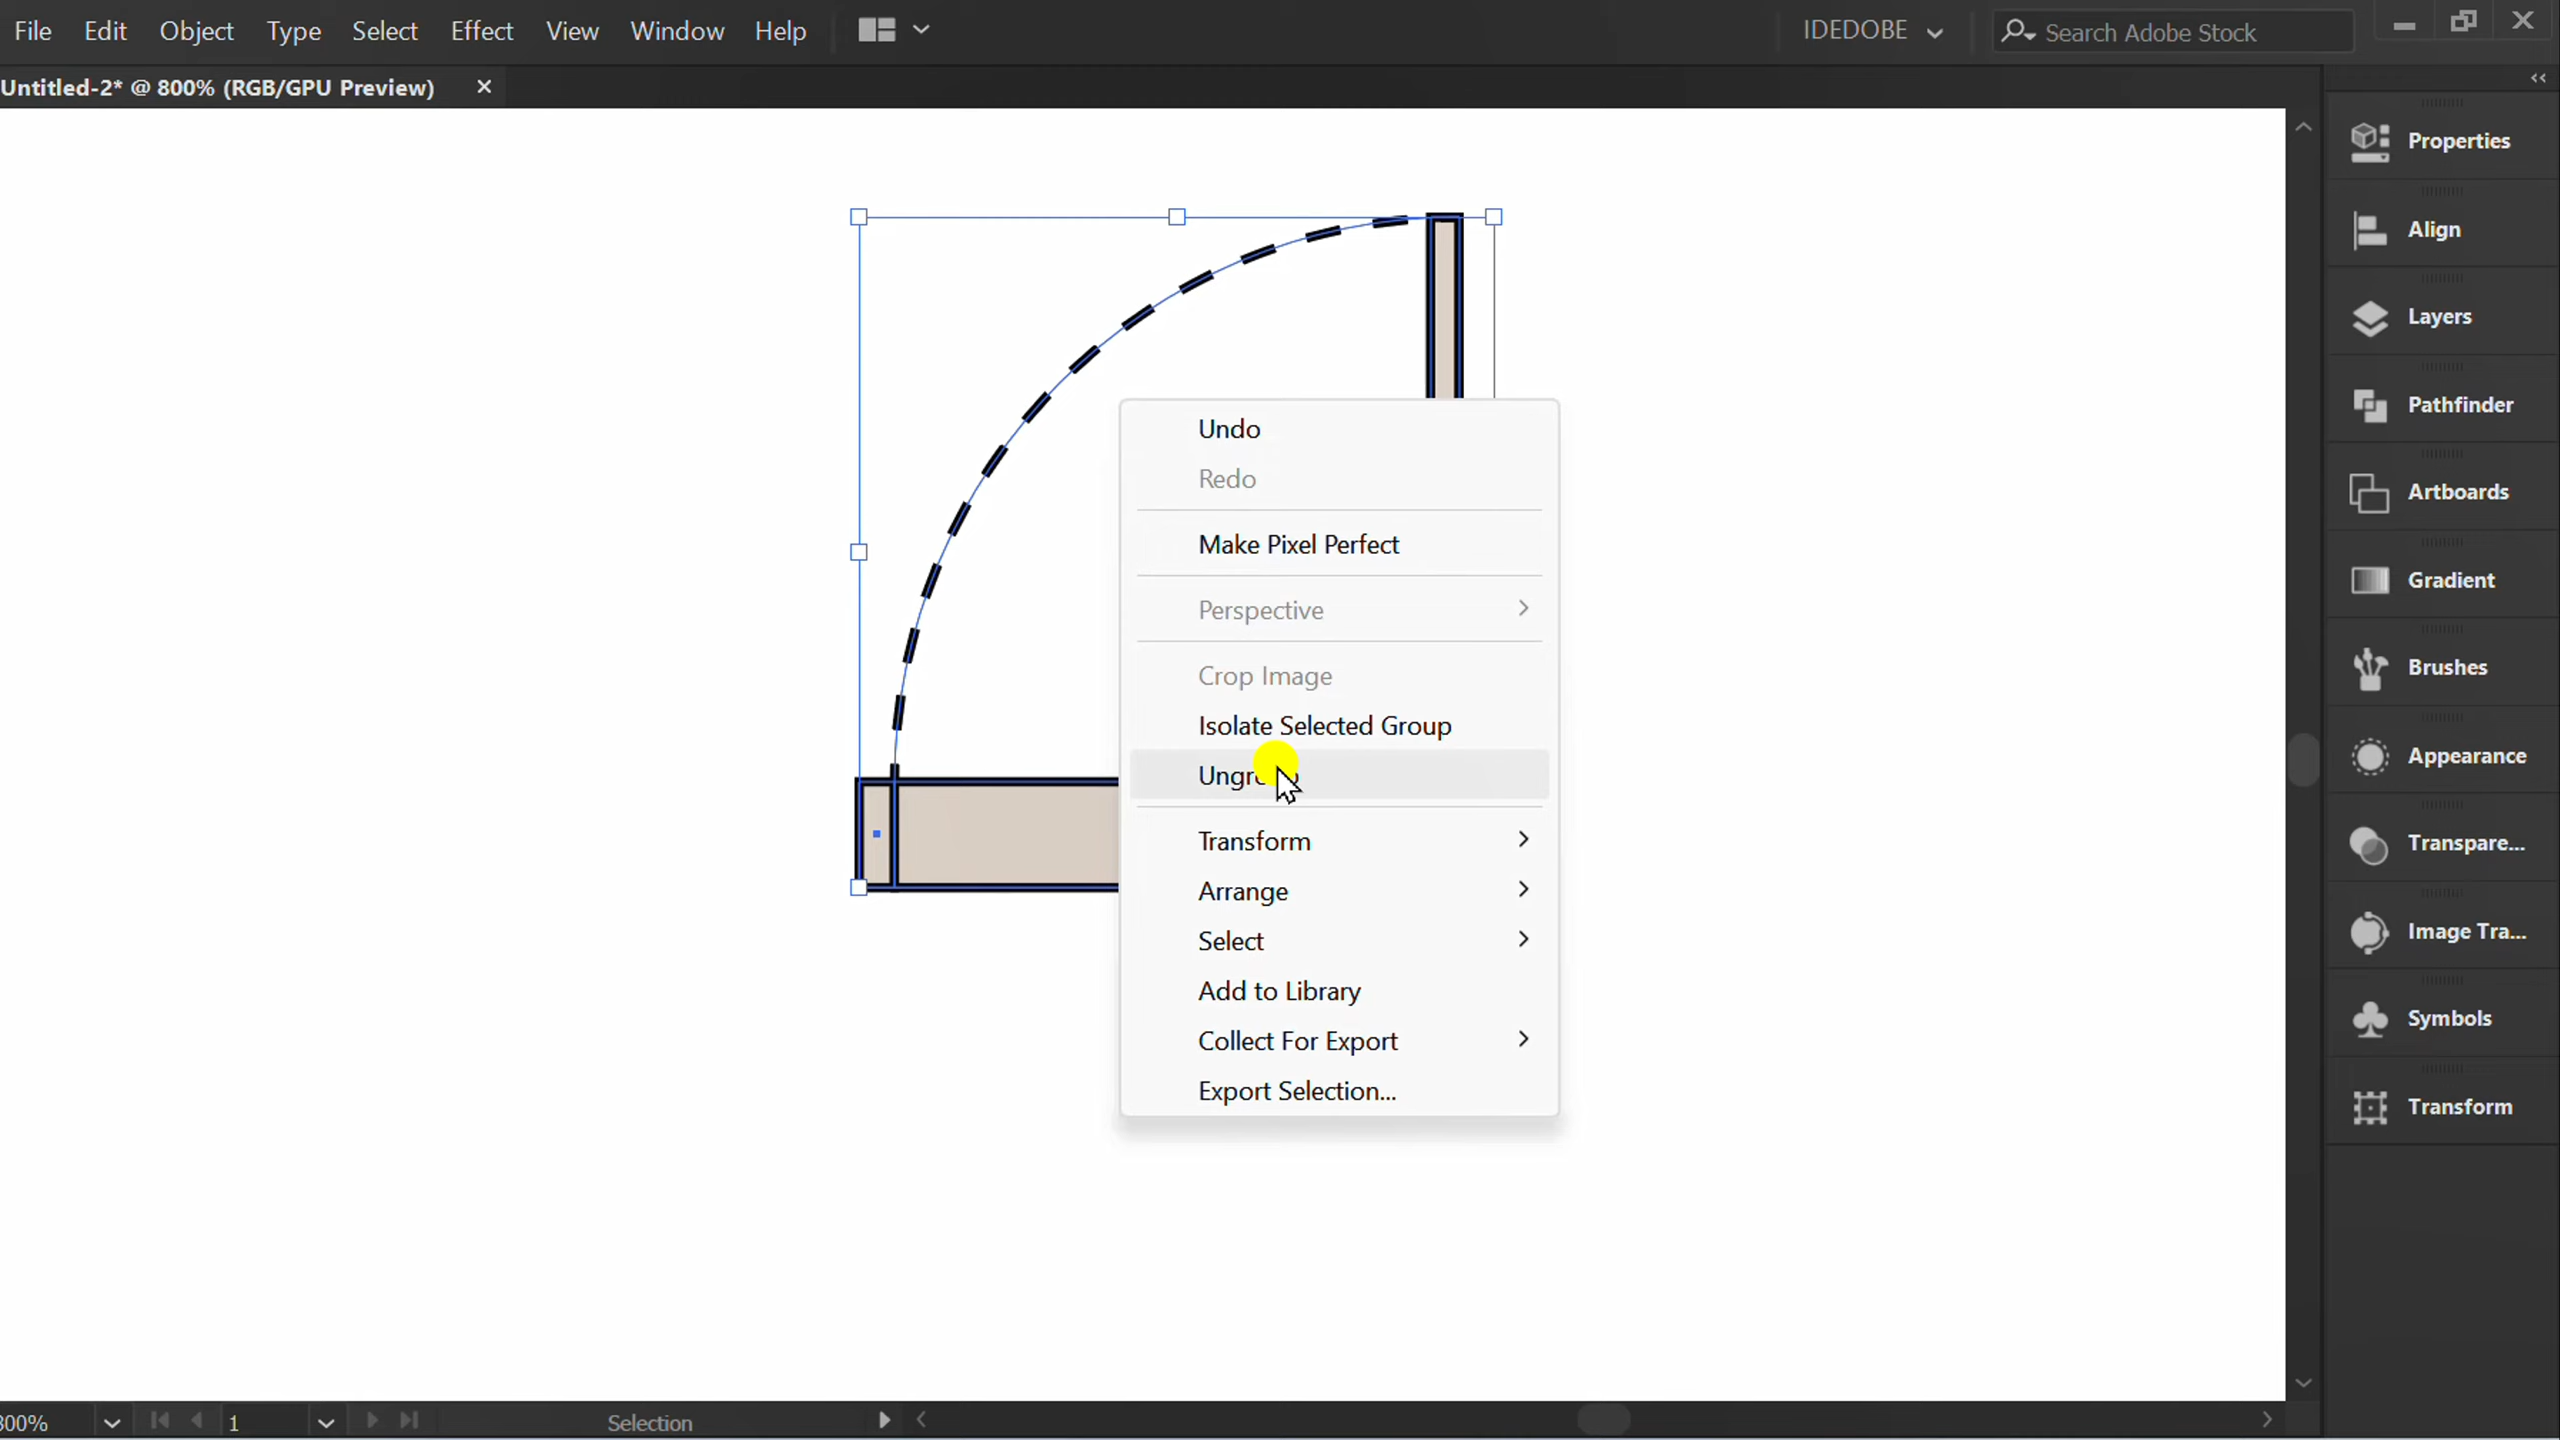 File Edit Object Type Select Effect View Window Help
IDEDOBE
Search Adobe Stock
Untitled-2* @ 800% (RGB/GPU Preview)
Properties
Align
Layers
Pathfinder
Artboards
Gradient
Brushes
Appearance
Transpare...
Image Tra...
Symbols
Transform
Undo
Redo
Make Pixel Perfect
Perspective
Crop Image
Isolate Selected Group
Transform
Arrange
Select
Add to Library
Collect For Export
Export Selection...
1
Selection